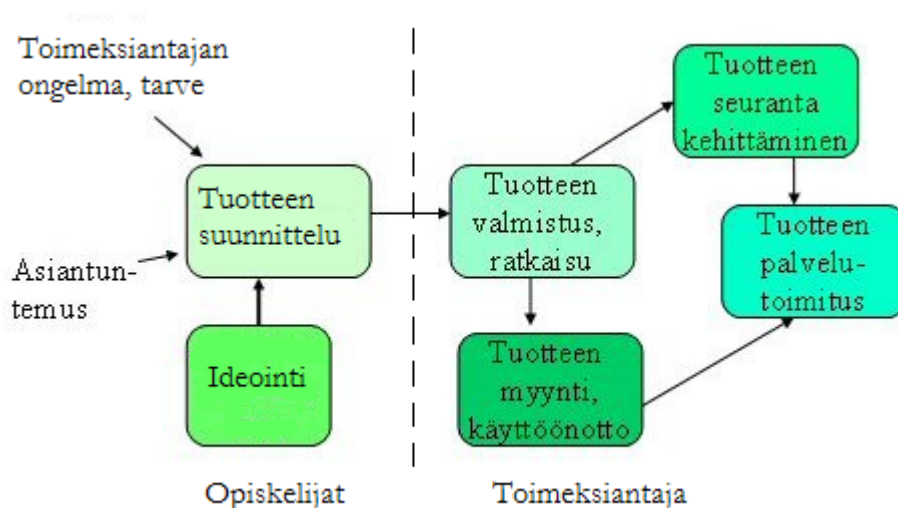 Toimeksiantajan
ongelma, tarve
Tuotteen
suunnittelu
Asiantun-
temus
Ideointi
Opiskelijat
Tuotteen
valmistus,
ratkaisu
Tuotteen
seuranta
kehittäminen
Tuotteen
palvelu-
toimitus
Tuotteen
myynti,
käyttöönotto
Toimeksiantaja